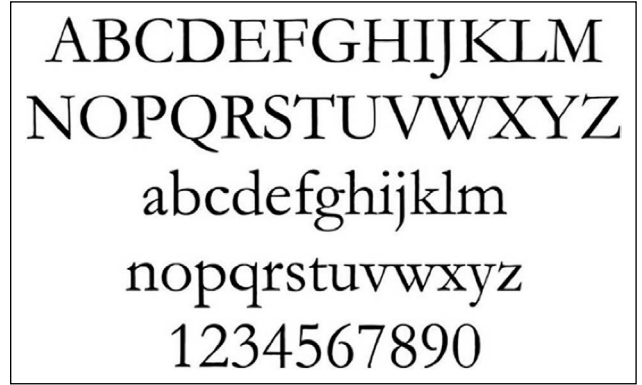 ABCDEFGHIJKLM
NOPQRSTUVWXYZ
abcdefghijklm
nopqrstuvwxyz
1234567890